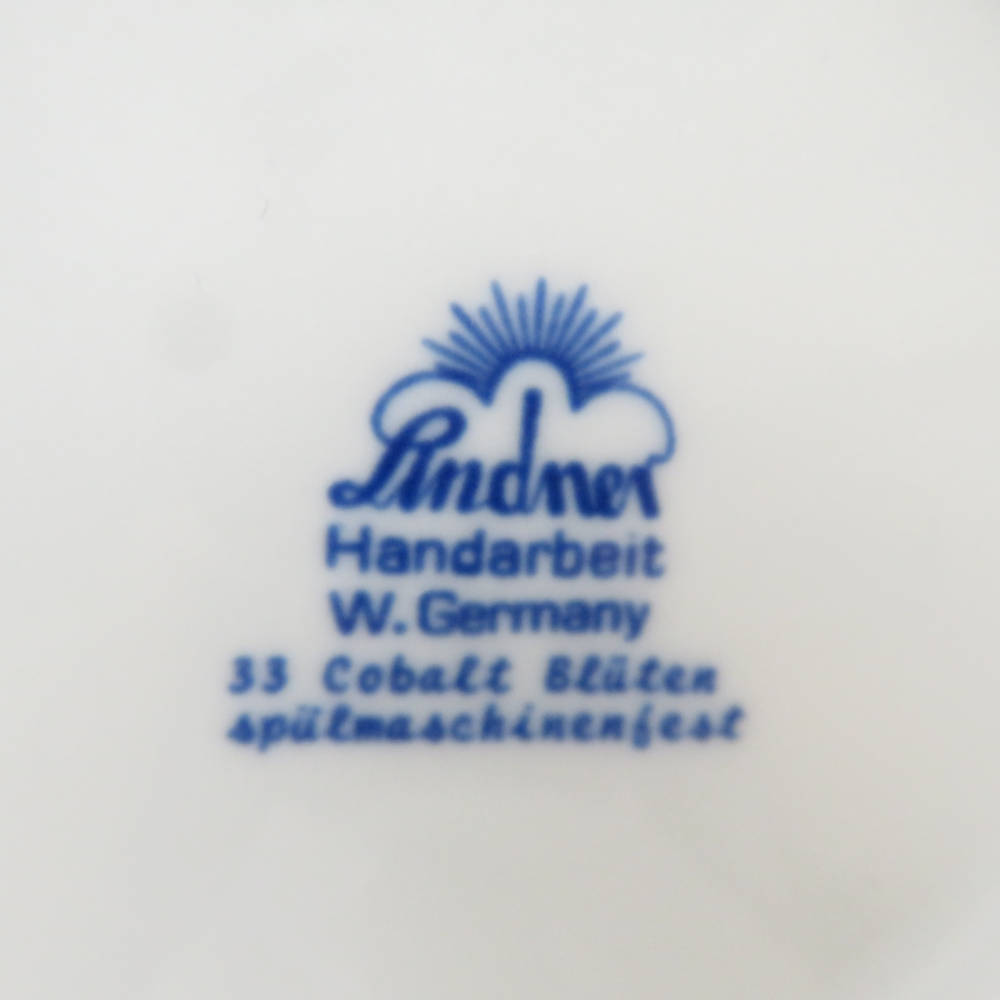 Lindner
Handarbeit
W. Germany
33 Cobalt Blüten
spülmaschinenfest